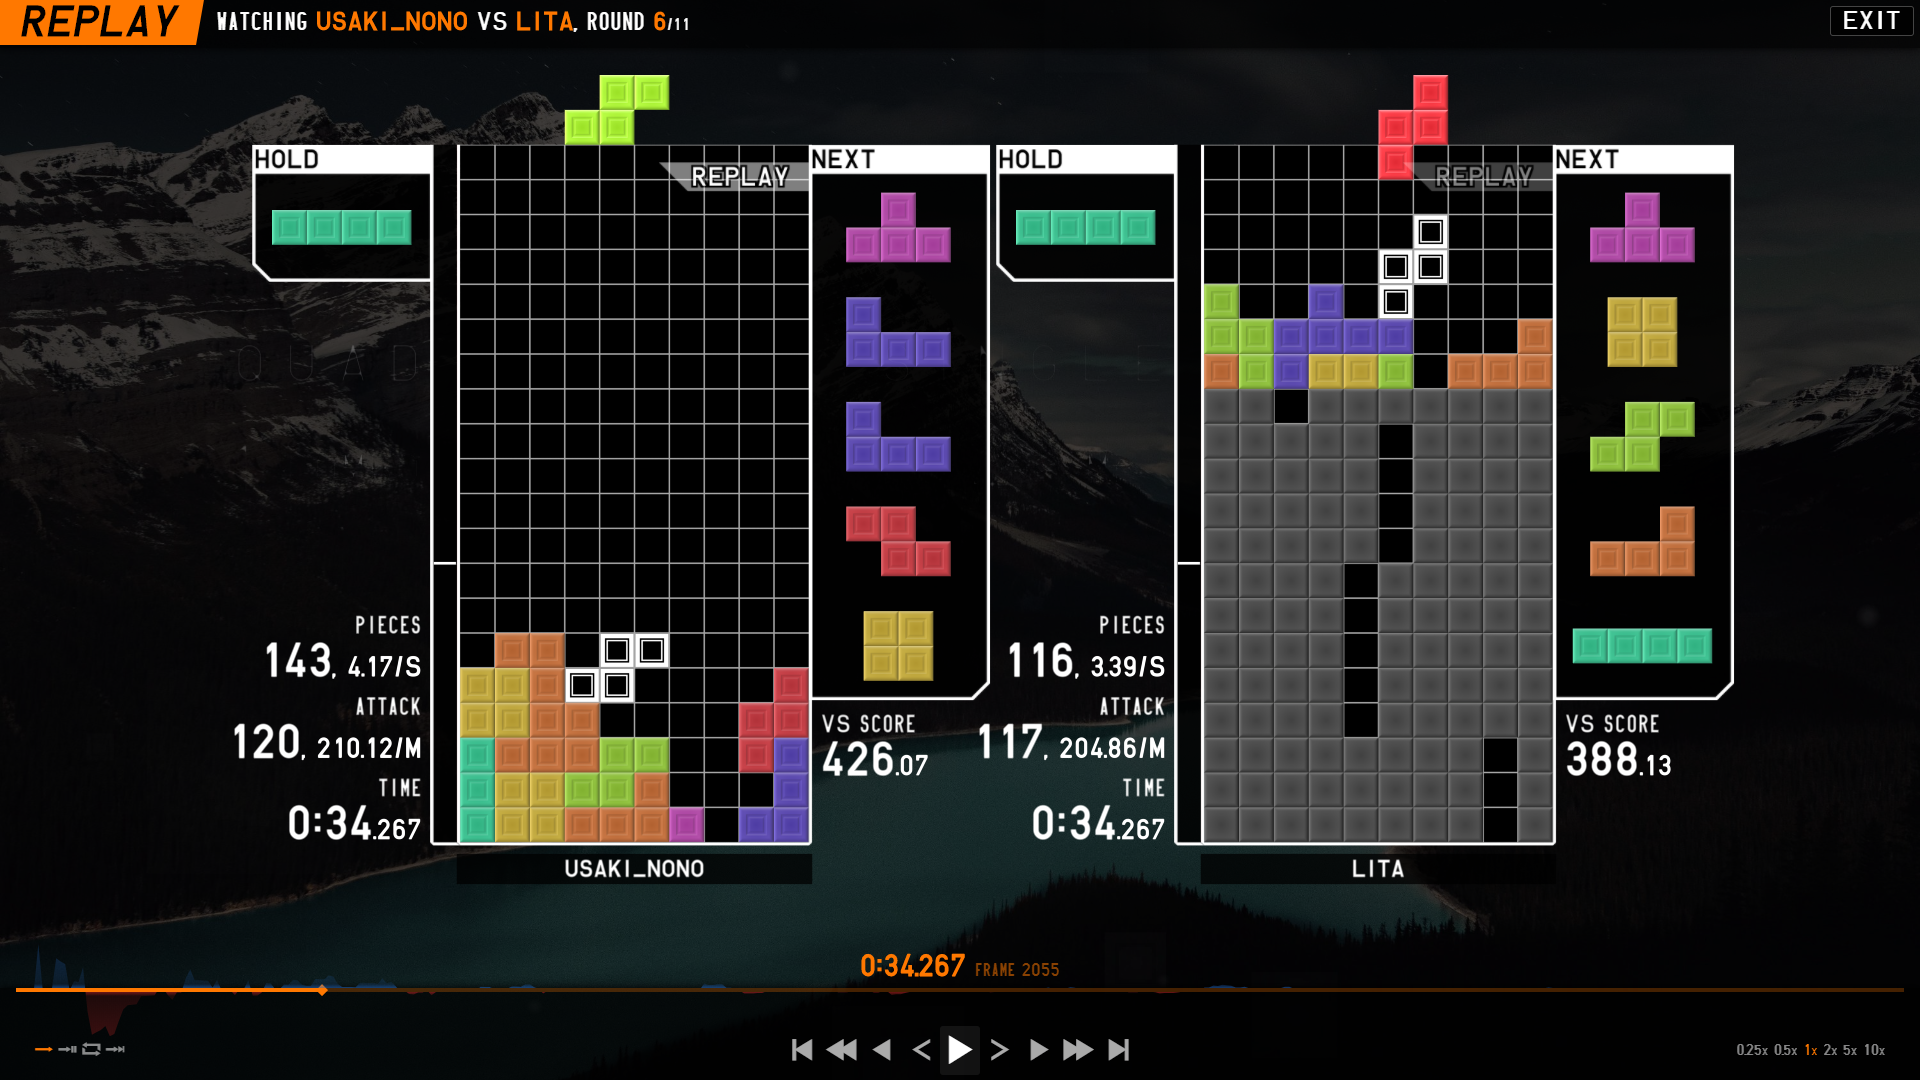 REPLAY
WATCHING USAKI_NONO VS LITA, ROUND 6/11
EXIT
HOLD
REPLAY
NEXT
PIECES
143, 4.17/S
ATTACK
120, 210.12/M
TIME
0:34.267
VS SCORE
426.07
USAKI_NONO
HOLD
REPLAY
NEXT
PIECES
116, 3.39/S
ATTACK
117, 204.86/M
TIME
0:34.267
VS SCORE
388.13
LITA
QUAD
0:34.267 FRAME 2055
0.25x 0.5x 1x 2x 5x 10x